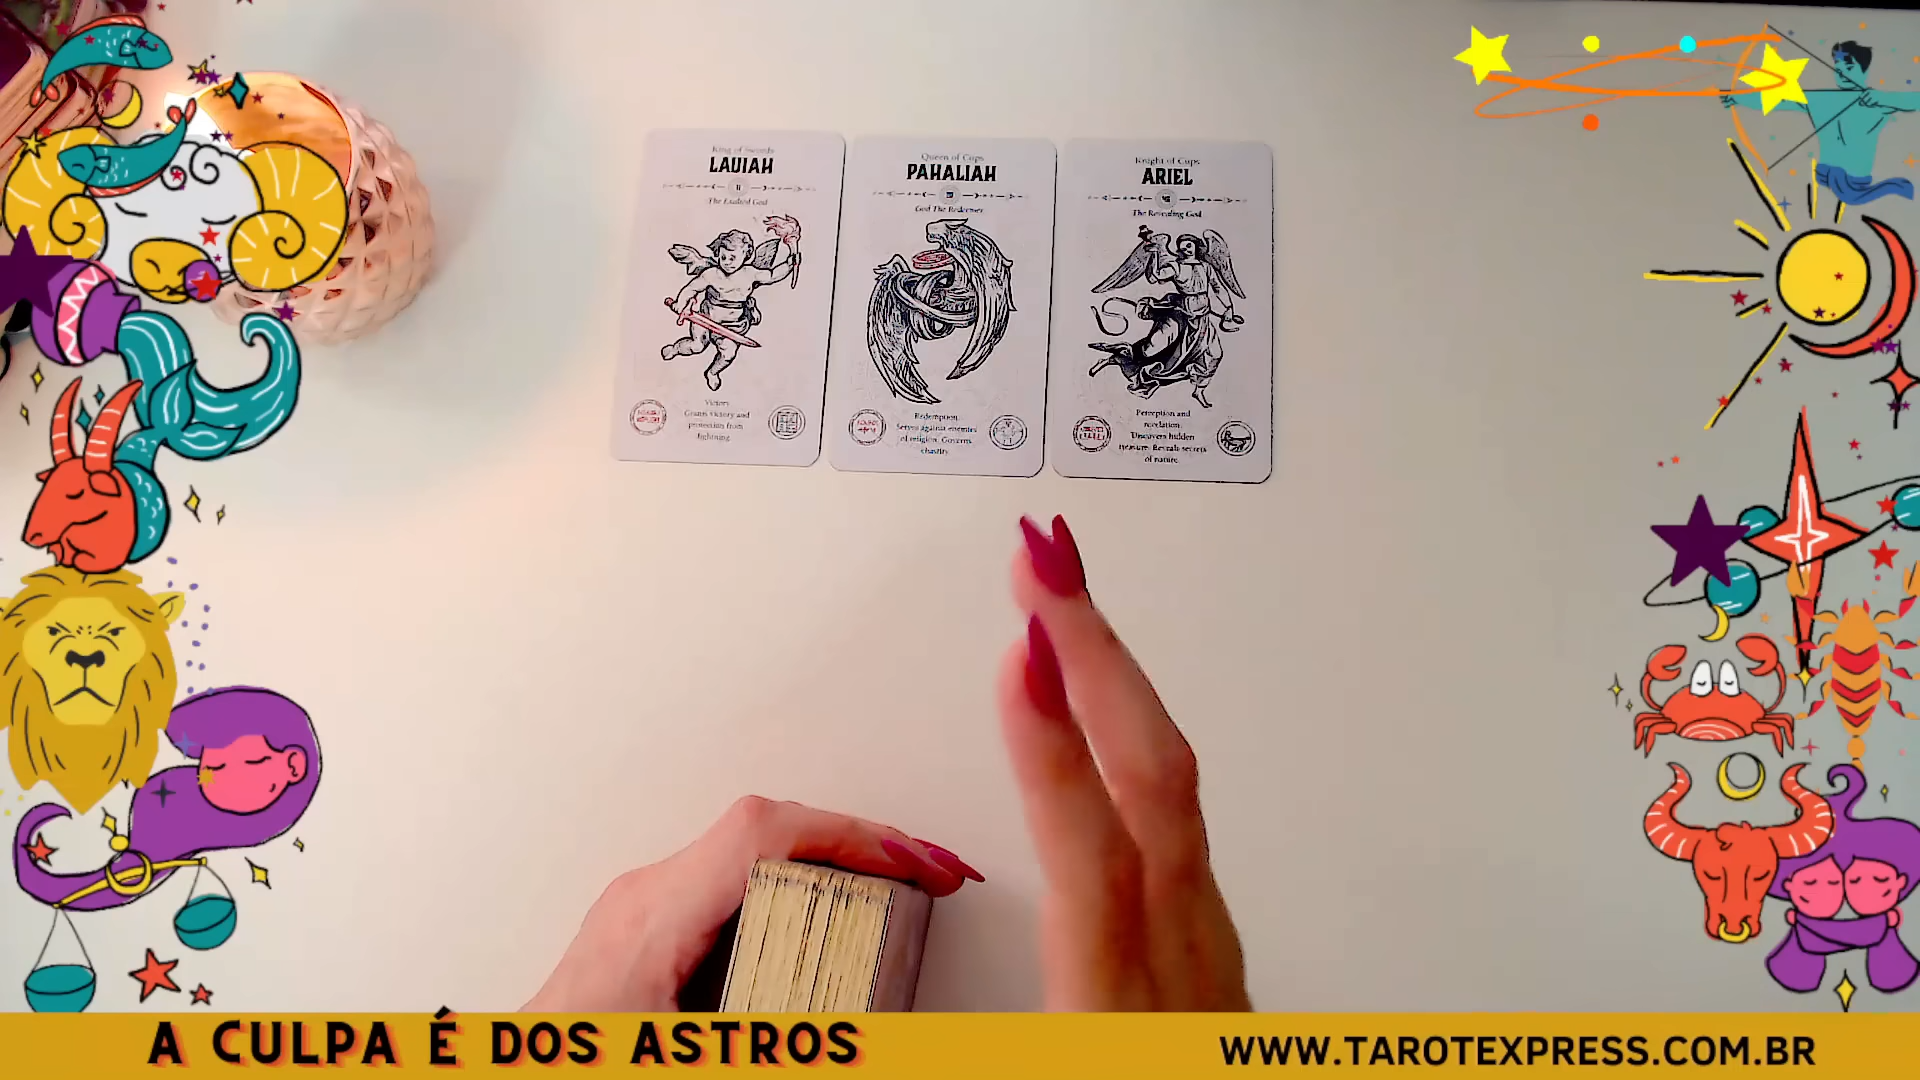 King of Swords
LAUIAH
The Exalted God
Victory.
Grants victory and
protection from
lightning.
Queen of Cups
PAHALIAH
God The Redeemer
Redemption.
Serves against enemies
of religion. Governs
chastity.
Knight of Cups
ARIEL
The Revealing God
Perception and
revelation.
Uncovers hidden
treasure. Reveals secrets
of nature.
A CULPA É DOS ASTROS
WWW.TAROTEXPRESS.COM.BR